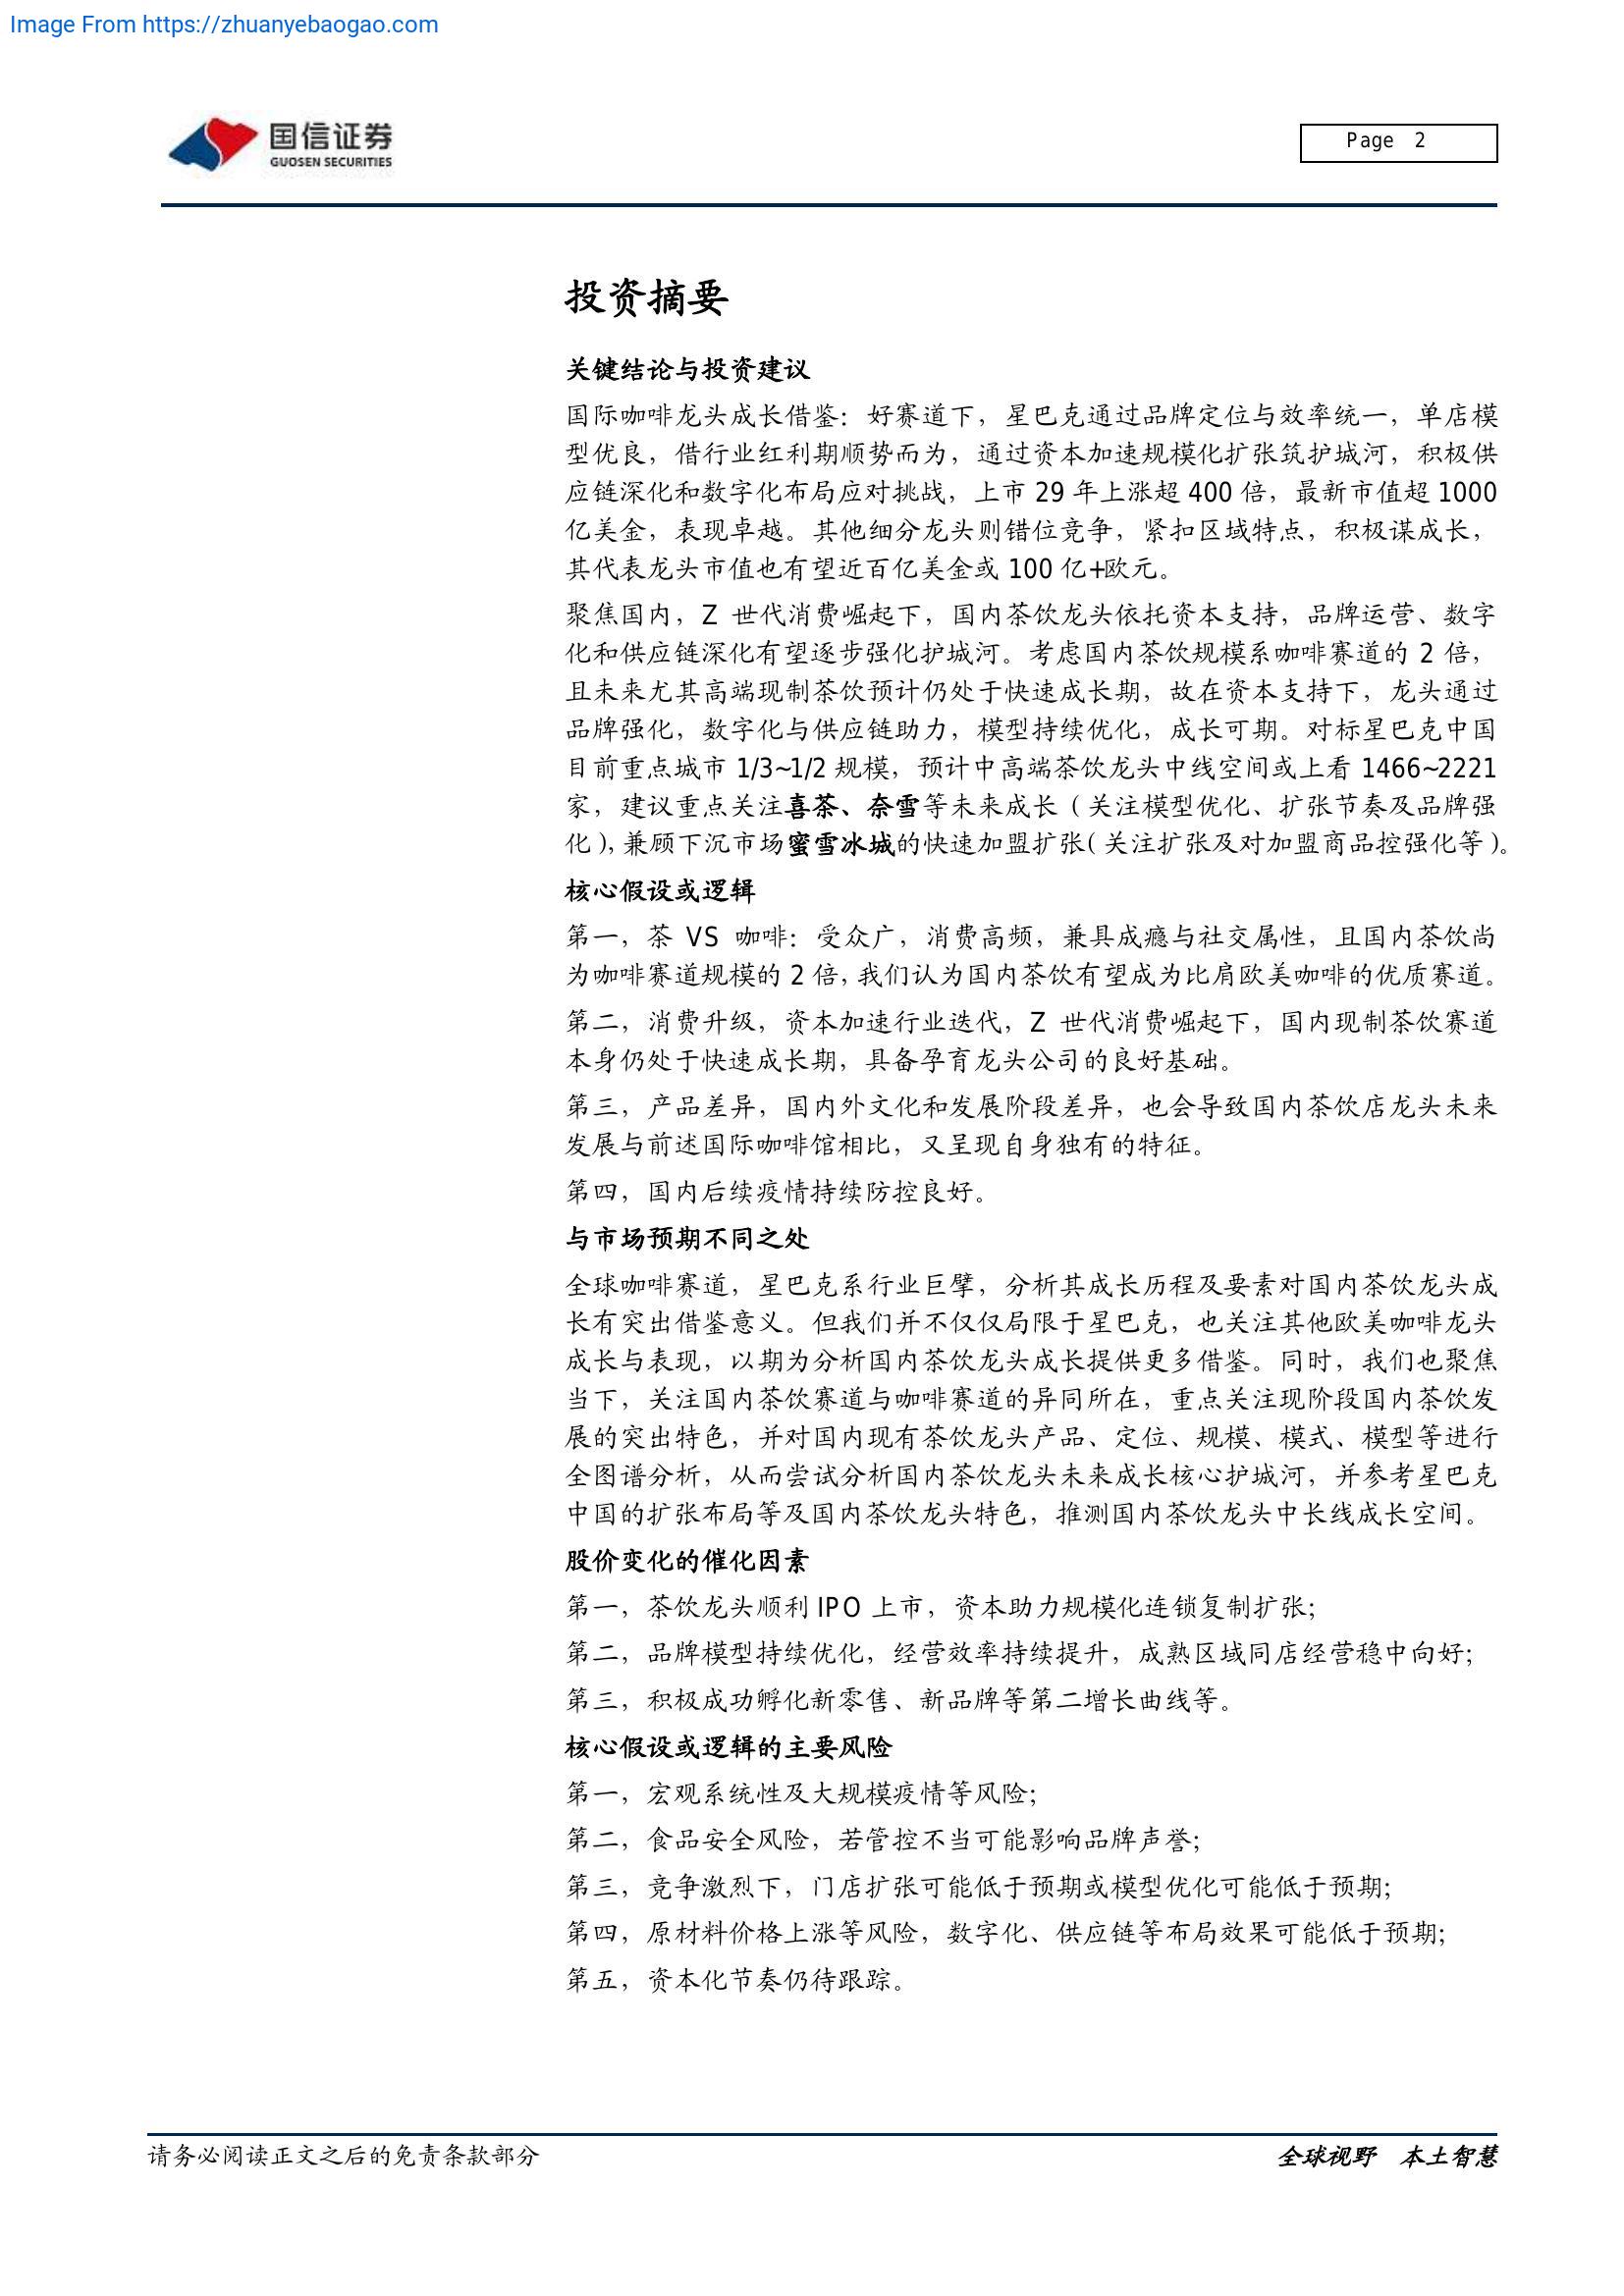 Image From https://zhuanyebaogao.com
国信证券
GUOSEN SECURITIES
Page 2
投资摘要
关键结论与投资建议
国际咖啡龙头成长借鉴：好赛道下，星巴克通过品牌定位与效率统一，单店模
型优良，借行业红利期顺势而为，通过资本加速规模化扩张筑护城河，积极供
应链深化和数字化布局应对挑战，上市 29 年上涨超 400 倍，最新市值超 1000
亿美金，表现卓越。其他细分龙头则错位竞争，紧扣区域特点，积极谋成长，
其代表龙头市值也有望近百亿美金或 100 亿+欧元。
聚焦国内，Z 世代消费崛起下，国内茶饮龙头依托资本支持，品牌运营、数字
化和供应链深化有望逐步强化护城河。考虑国内茶饮规模系咖啡赛道的 2 倍，
且未来尤其高端现制茶饮预计仍处于快速成长期，故在资本支持下，龙头通过
品牌强化，数字化与供应链助力，模型持续优化，成长可期。对标星巴克中国
目前重点城市 1/3~1/2 规模，预计中高端茶饮龙头中线空间或上看 1466~2221
家，建议重点关注喜茶、奈雪等未来成长（关注模型优化、扩张节奏及品牌强
化），兼顾下沉市场蜜雪冰城的快速加盟扩张（关注扩张及对加盟商品控强化等）。
核心假设或逻辑
第一，茶 VS 咖啡：受众广，消费高频，兼具成瘾与社交属性，且国内茶饮尚
为咖啡赛道规模的 2 倍，我们认为国内茶饮有望成为比肩欧美咖啡的优质赛道。
第二，消费升级，资本加速行业迭代，Z 世代消费崛起下，国内现制茶饮赛道
本身仍处于快速成长期，具备孕育龙头公司的良好基础。
第三，产品差异，国内外文化和发展阶段差异，也会导致国内茶饮店龙头未来
发展与前述国际咖啡馆相比，又呈现自身独有的特征。
第四，国内后续疫情持续防控良好。
与市场预期不同之处
全球咖啡赛道，星巴克系行业巨擘，分析其成长历程及要素对国内茶饮龙头成
长有突出借鉴意义。但我们并不仅仅局限于星巴克，也关注其他欧美咖啡龙头
成长与表现，以期为分析国内茶饮龙头成长提供更多借鉴。同时，我们也聚焦
当下，关注国内茶饮赛道与咖啡赛道的异同所在，重点关注现阶段国内茶饮发
展的突出特色，并对国内现有茶饮龙头产品、定位、规模、模式、模型等进行
全图谱分析，从而尝试分析国内茶饮龙头未来成长核心护城河，并参考星巴克
中国的扩张布局等及国内茶饮龙头特色，推测国内茶饮龙头中长线成长空间。
股价变化的催化因素
第一，茶饮龙头顺利 IPO 上市，资本助力规模化连锁复制扩张；
第二，品牌模型持续优化，经营效率持续提升，成熟区域同店经营稳中向好；
第三，积极成功孵化新零售、新品牌等第二增长曲线等。
核心假设或逻辑的主要风险
第一，宏观系统性及大规模疫情等风险；
第二，食品安全风险，若管控不当可能影响品牌声誉；
第三，竞争激烈下，门店扩张可能低于预期或模型优化可能低于预期；
第四，原材料价格上涨等风险，数字化、供应链等布局效果可能低于预期；
第五，资本化节奏仍待跟踪。
请务必阅读正文之后的免责条款部分
全球视野 本土智慧